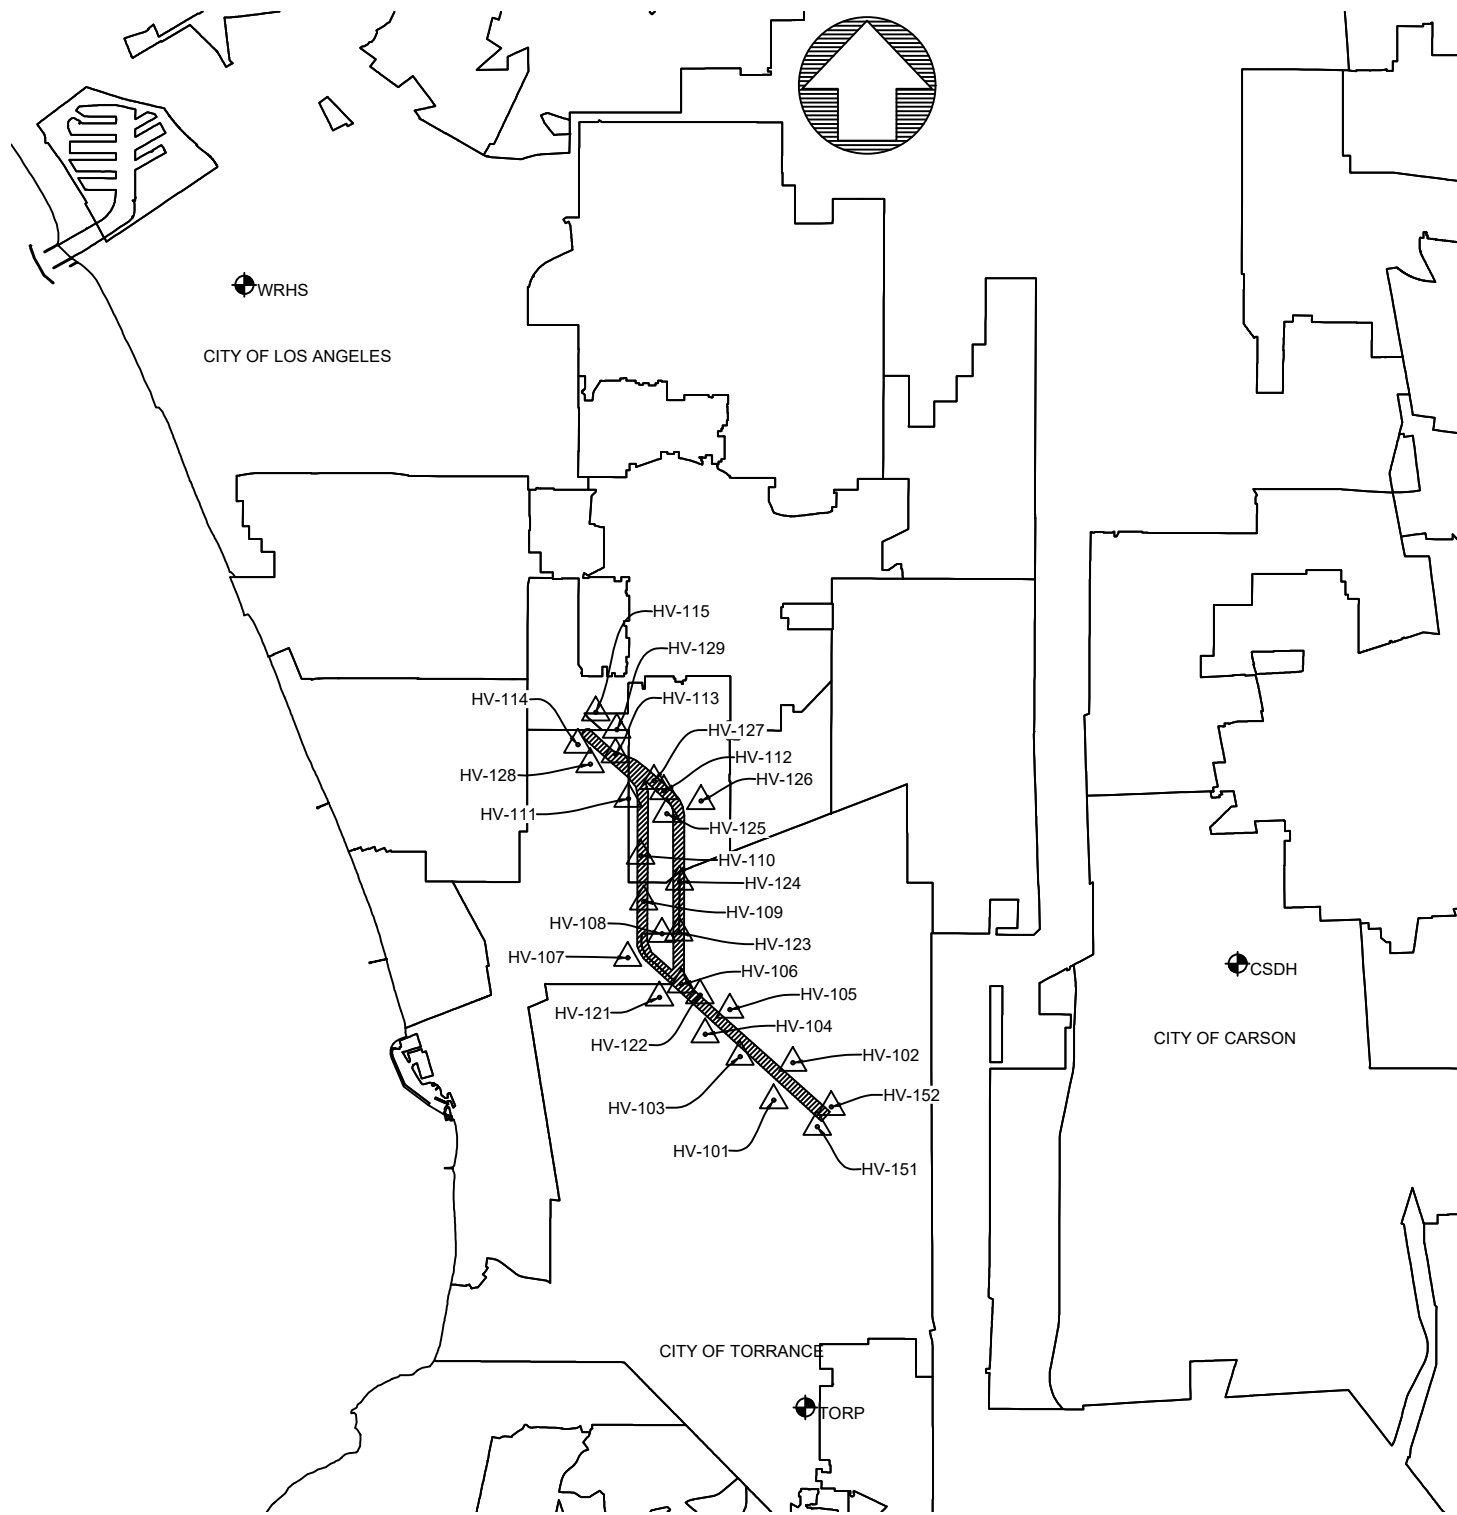 WRHS
CITY OF LOS ANGELES
HV-115
HV-129
HV-114
HV-113
HV-127
HV-112
HV-128
HV-126
HV-111
HV-125
HV-110
HV-124
HV-109
HV-108
HV-123
HV-107
HV-106
CSDH
HV-105
HV-121
HV-104
CITY OF CARSON
HV-122
HV-102
HV-152
HV-103
HV-101
HV-151
CITY OF TORRANCE
TORP